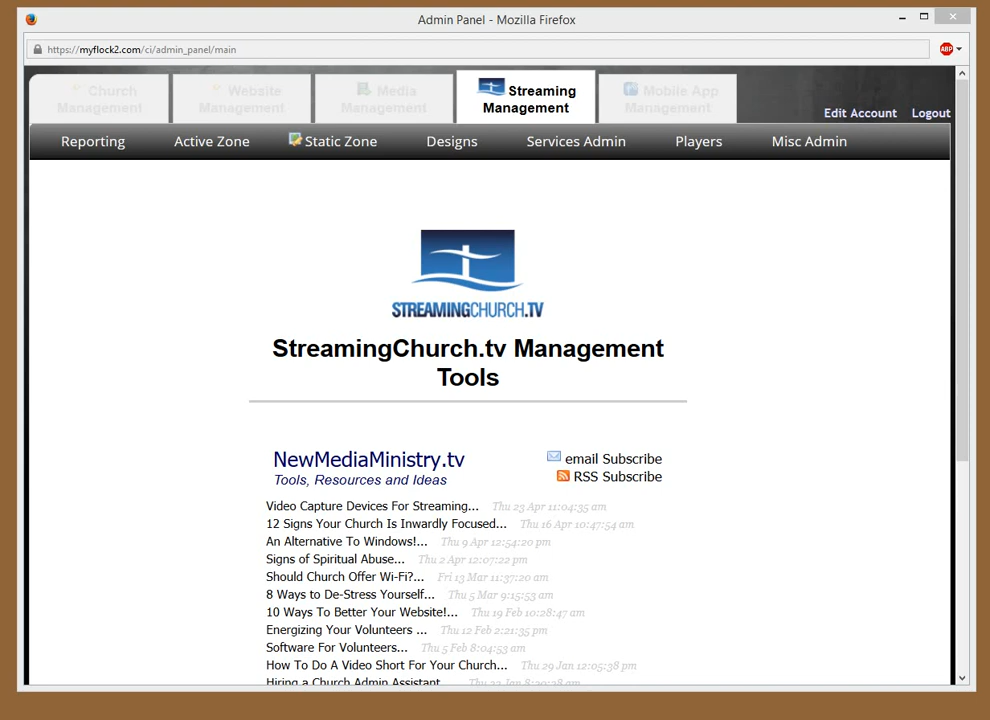 Admin Panel - Mozilla Firefox
https://myflock2.com/ci/admin_panel/main
ABP
Church Management
Website Management
Media Management
Streaming Management
Mobile App Management
Edit Account Logout
Reporting Active Zone Static Zone Designs Services Admin Players Misc Admin
STREAMINGCHURCH.TV
StreamingChurch.tv Management
Tools
NewMediaMinistry.tv
Tools, Resources and Ideas
email Subscribe
RSS Subscribe
Video Capture Devices For Streaming... Thu 23 Apr 11:04:35 am
12 Signs Your Church Is Inwardly Focused... Thu 16 Apr 10:47:54 am
An Alternative To Windows!... Thu 9 Apr 12:54:20 pm
Signs of Spiritual Abuse... Thu 2 Apr 12:07:22 pm
Should Church Offer Wi-Fi?... Fri 13 Mar 11:37:20 am
8 Ways to De-Stress Yourself... Thu 5 Mar 9:15:53 am
10 Ways To Better Your Website!... Thu 19 Feb 10:28:47 am
Energizing Your Volunteers ... Thu 12 Feb 2:21:35 pm
Software For Volunteers... Thu 5 Feb 8:04:53 am
How To Do A Video Short For Your Church... Thu 29 Jan 12:05:38 pm
Hiring a Church Admin Assistant... Thu 22 Jan 8:20:28 am